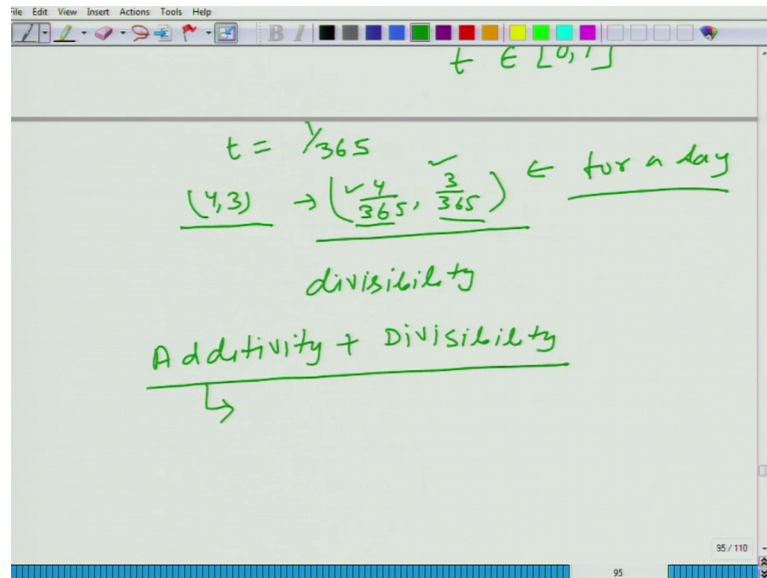 File Edit View Insert Actions Tools Help
B I
t ∈ [0,1]
t = 1/365
(4,3) → (4/365, 3/365) ← for a day
divisibility
Additivity + Divisibility
95 / 110
95